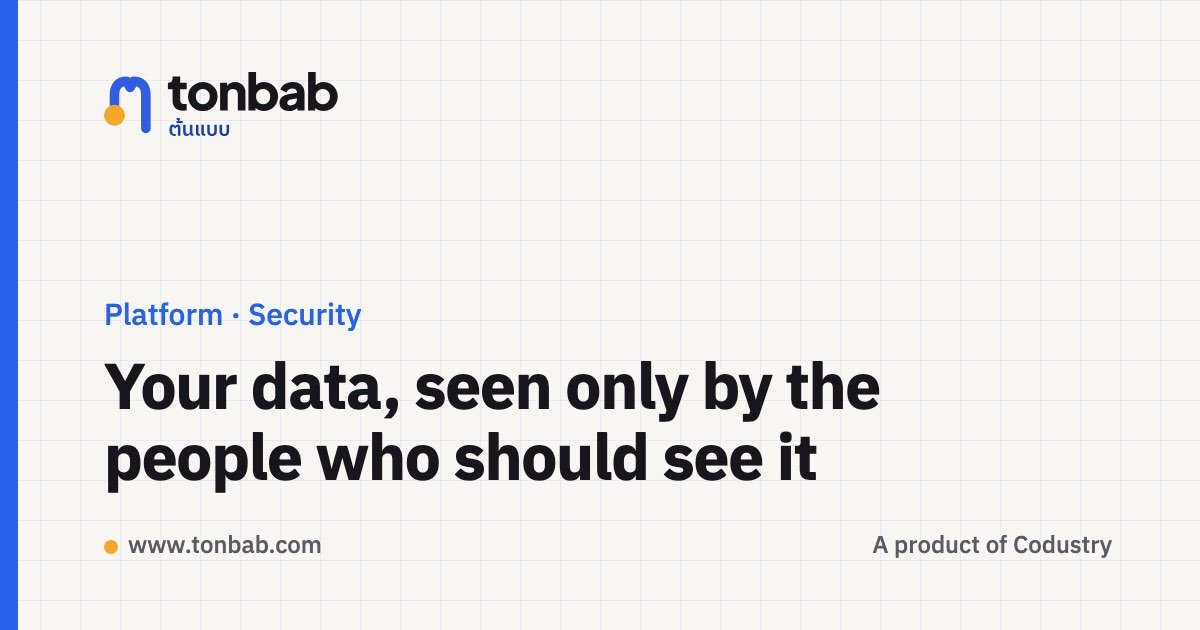 tonbab
ต้นแบบ
Platform · Security
Your data, seen only by the
people who should see it
www.tonbab.com
A product of Codustry